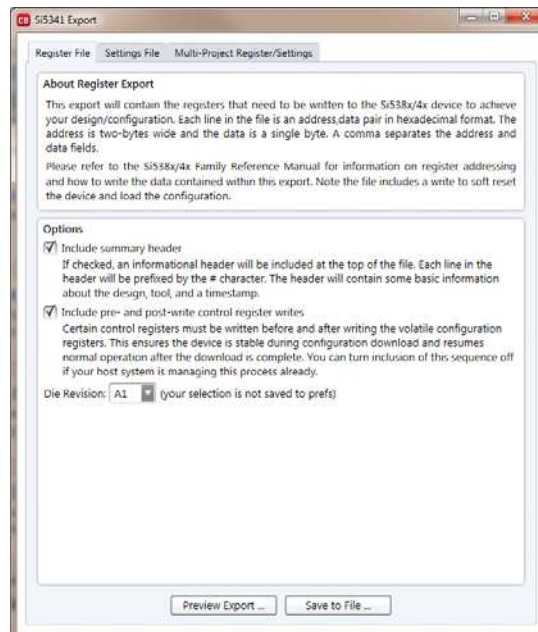 CB Si5341 Export
Register File Settings File Multi-Project Register/Settings
About Register Export
This export will contain the registers that need to be written to the Si538x/4x device to achieve
your design/configuration. Each line in the file is an address,data pair in hexadecimal format. The
address is two-bytes wide and the data is a single byte. A comma separates the address and
data fields.
Please refer to the Si538x/4x Family Reference Manual for information on register addressing
and how to write the data contained within this export. Note the file includes a write to soft reset
the device and load the configuration.
Options
Include summary header
If checked, an informational header will be included at the top of the file. Each line in the
header will be prefixed by the # character. The header will contain some basic information
about the design, tool, and a timestamp.
Include pre- and post-write control register writes
Certain control registers must be written before and after writing the volatile configuration
registers. This ensures the device is stable during configuration download and resumes
normal operation after the download is complete. You can turn inclusion of this sequence off
if your host system is managing this process already.
Die Revision: A1 (your selection is not saved to prefs)
Preview Export ... Save to File ...